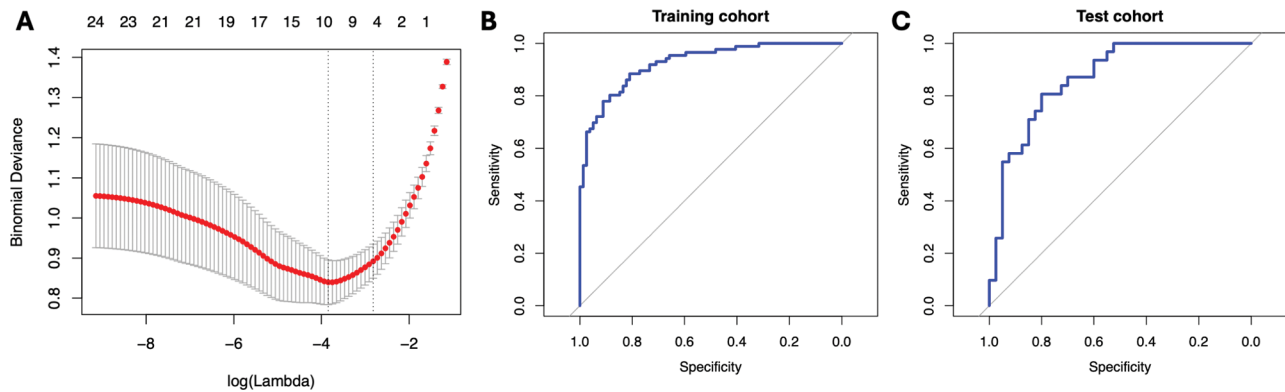 A
24 23 21 21 19 17 15 10 9 4 2 1
Binomial Deviance
1.4
1.3
1.2
1.1
1.0
0.9
0.8
−8 −6 −4 −2
log(Lambda)
B
Training cohort
Sensitivity
1.0
0.8
0.6
0.4
0.2
0.0
1.0 0.8 0.6 0.4 0.2 0.0
Specificity
C
Test cohort
Sensitivity
1.0
0.8
0.6
0.4
0.2
0.0
1.0 0.8 0.6 0.4 0.2 0.0
Specificity